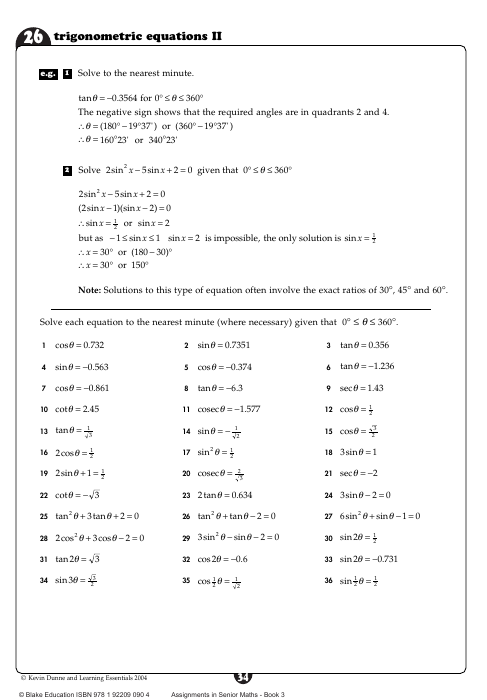 26 trigonometric equations II
e.g. 1 Solve to the nearest minute.
tan θ = −0.3564 for 0° ≤ θ ≤ 360°
The negative sign shows that the required angles are in quadrants 2 and 4.
∴ θ = (180° − 19°37′) or (360° − 19°37′)
∴ θ = 160°23′ or 340°23′
2 Solve 2sin² x − 5sin x + 2 = 0 given that 0° ≤ θ ≤ 360°
2sin² x − 5sin x + 2 = 0
(2sin x − 1)(sin x − 2) = 0
∴ sin x = 1/2 or sin x = 2
but as −1 ≤ sin x ≤ 1 sin x = 2 is impossible, the only solution is sin x = 1/2
∴ x = 30° or (180 − 30)°
∴ x = 30° or 150°
Note: Solutions to this type of equation often involve the exact ratios of 30°, 45° and 60°.
Solve each equation to the nearest minute (where necessary) given that 0° ≤ θ ≤ 360°.
1 cos θ = 0.732 2 sin θ = 0.7351 3 tan θ = 0.356
4 sin θ = −0.563 5 cos θ = −0.374 6 tan θ = −1.236
7 cos θ = −0.861 8 tan θ = −6.3 9 sec θ = 1.43
10 cot θ = 2.45 11 cosec θ = −1.577 12 cos θ = 1/2
13 tan θ = 1/√3 14 sin θ = −1/√2 15 cos θ = √3/2
16 2cos θ = 1/2 17 sin² θ = 1/2 18 3sin θ = 1
19 2sin θ + 1 = 1/2 20 cosec θ = 2/√3 21 sec θ = −2
22 cot θ = −√3 23 2tan θ = 0.634 24 3sin θ − 2 = 0
25 tan² θ + 3tan θ + 2 = 0 26 tan² θ + tan θ − 2 = 0 27 6sin² θ + sin θ − 1 = 0
28 2cos² θ + 3cos θ − 2 = 0 29 3sin² θ − sin θ − 2 = 0 30 sin 2θ = 1/2
31 tan 2θ = √3 32 cos 2θ = −0.6 33 sin 2θ = −0.731
34 sin 3θ = √3/2 35 cos 1/2 θ = 1/√2 36 sin 1/2 θ = 1/2
© Kevin Dunne and Learning Essentials 2004
34
© Blake Education ISBN 978 1 92209 090 4 Assignments in Senior Maths - Book 3